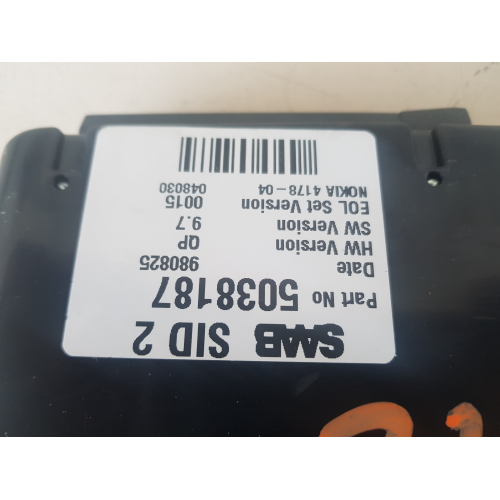 SAAB SID 2
Part No 5038187
Date 980825
HW Version QP
SW Version 9.7
EOL Set Version 0015
NOKIA 4178-04 048030